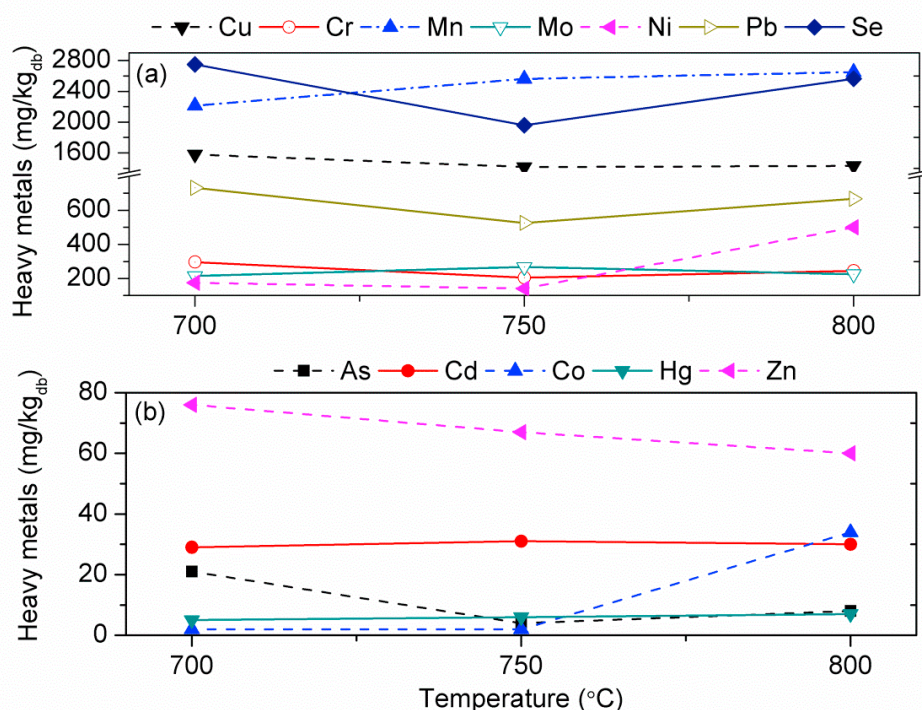 Cu Cr Mn Mo Ni Pb Se
(a)
Heavy metals (mg/kgdb)
2800
2400
2000
1600
600
400
200
700 750 800
As Cd Co Hg Zn
(b)
Heavy metals (mg/kgdb)
80
60
40
20
0
700 750 800
Temperature (°C)